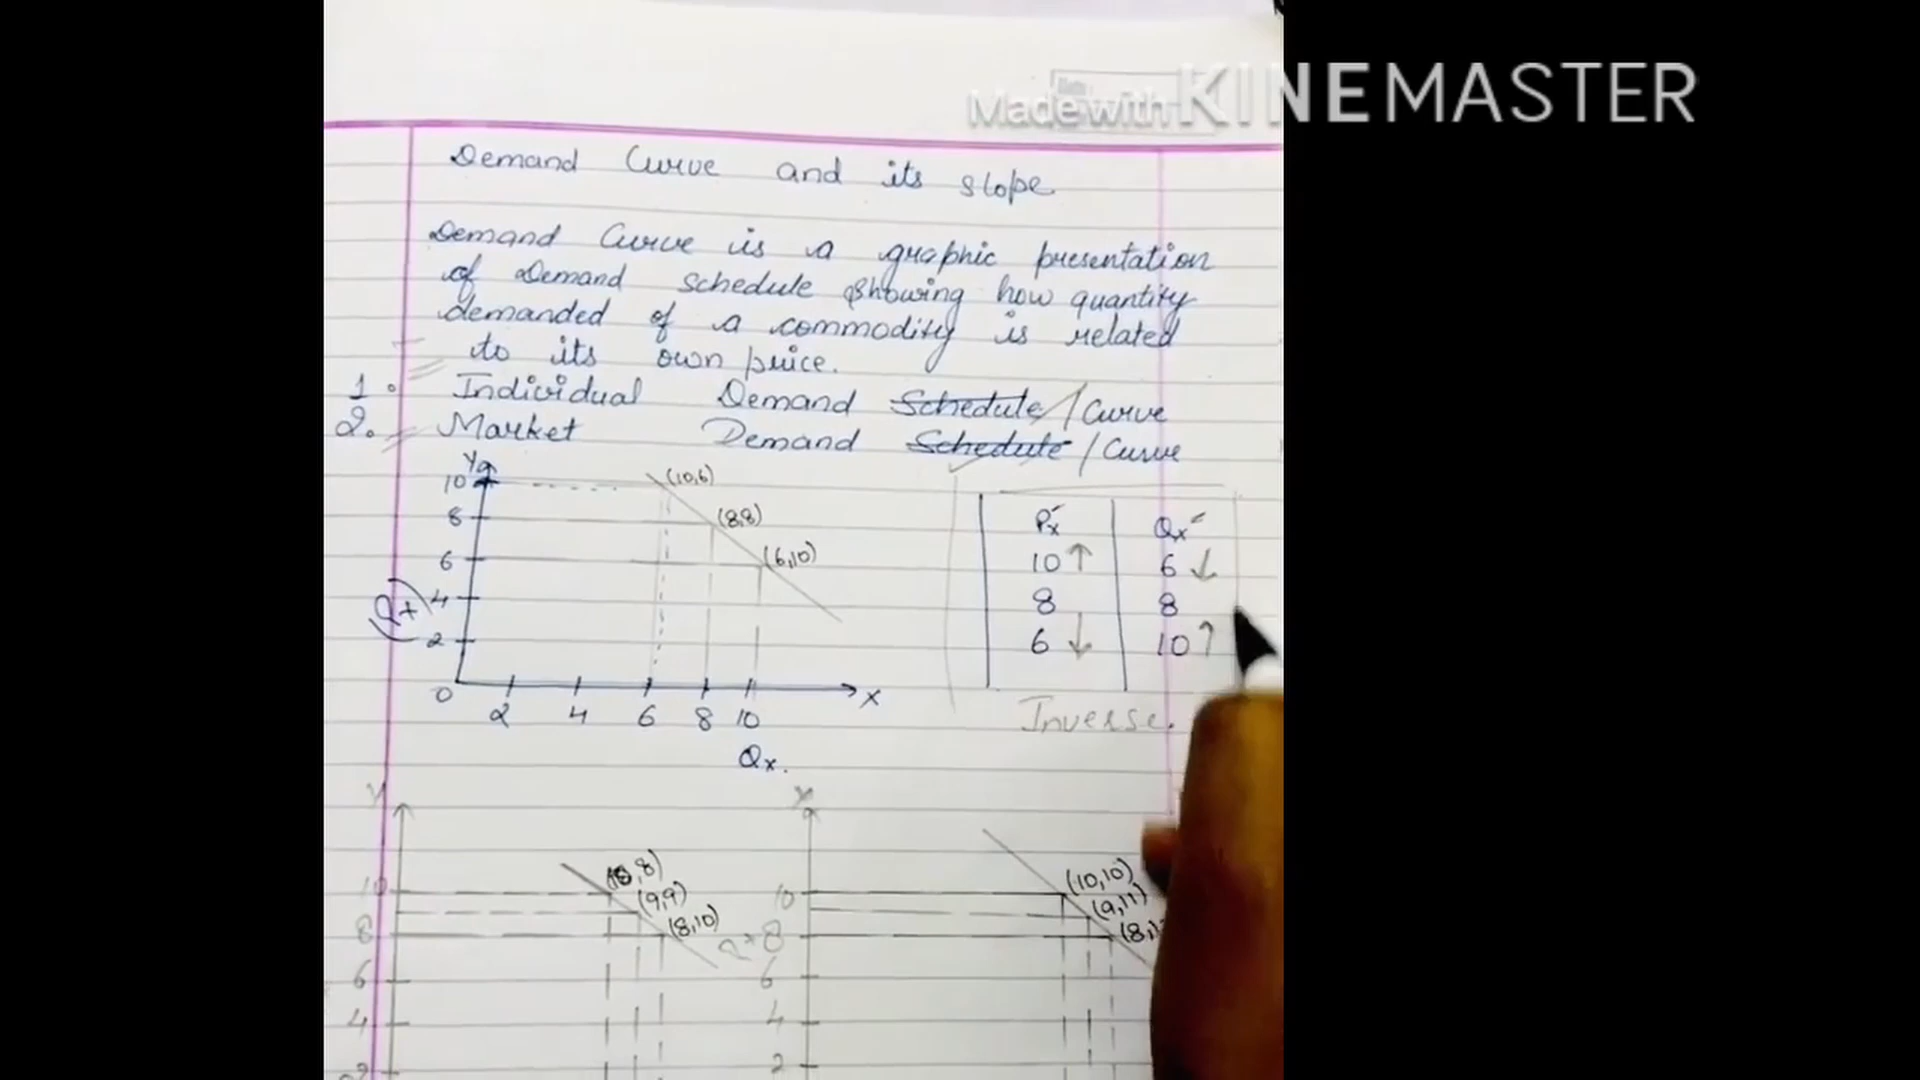 Made with KINEMASTER
Demand Curve and its slope
Demand Curve is a graphic presentation
of Demand Schedule showing how quantity
demanded of a commodity is related
to its own price.
1. Individual Demand Schedule / Curve
2. Market Demand Schedule / Curve
Y
10
8
6
4
2
0
(Px)
(10,6)
(8,8)
(6,10)
2 4 6 8 10 X
Qx.
Px Qx
10↑ 6↓
8 8
6↓ 10↑
Inverse.
Y
10
8
6
4
2
(10,8)
(9,9)
(8,10)
Y
10
8
6
4
2
(10,10)
(9,11)